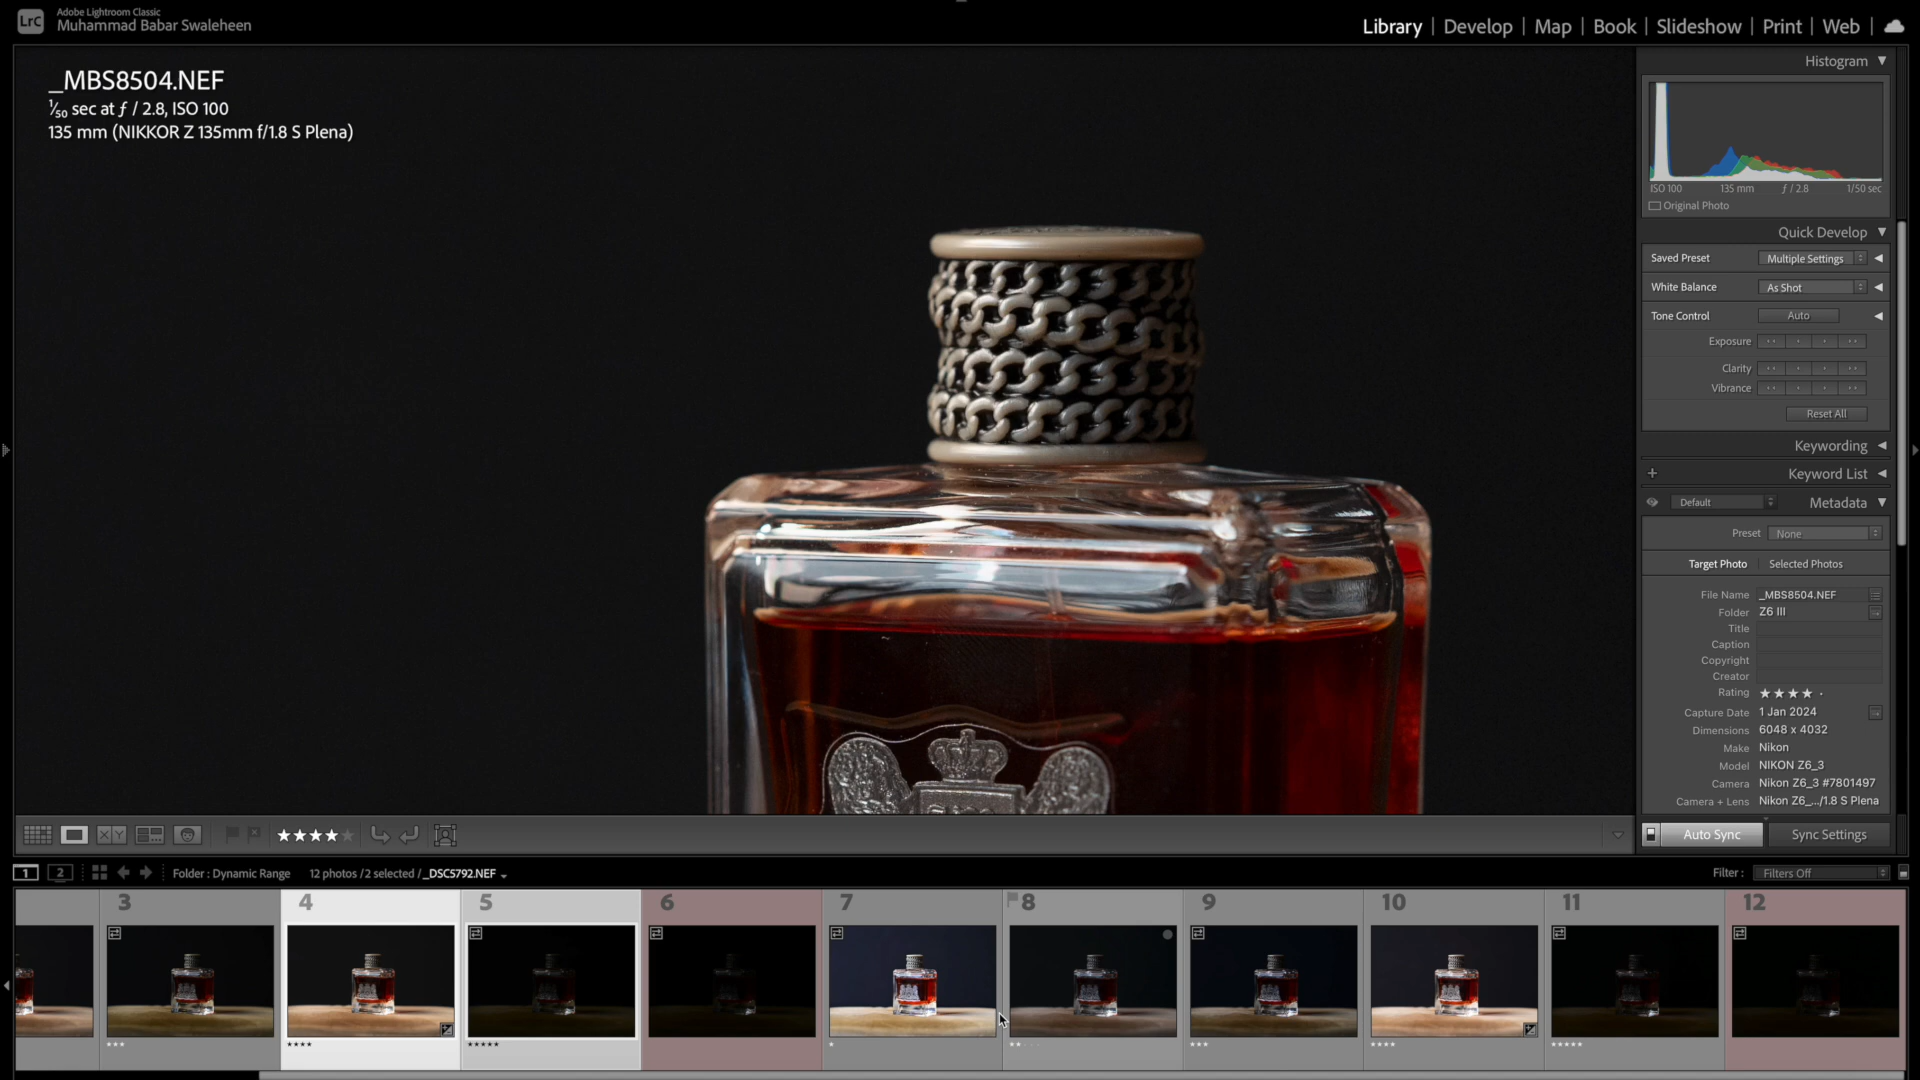 LrC
Adobe Lightroom Classic
Muhammad Babar Swaleheen
Library | Develop | Map | Book | Slideshow | Print | Web |
_MBS8504.NEF
1/50 sec at ƒ / 2.8, ISO 100
135 mm (NIKKOR Z 135mm f/1.8 S Plena)
Histogram
ISO 100 135 mm ƒ / 2.8 1/50 sec
Original Photo
Quick Develop
Saved Preset Multiple Settings
White Balance As Shot
Tone Control Auto
Exposure
Clarity
Vibrance
Reset All
Keywording
+ Keyword List
Default Metadata
Preset None
Target Photo Selected Photos
File Name _MBS8504.NEF
Folder Z6 III
Title
Caption
Copyright
Creator
Rating ★★★★ ·
Capture Date 1 Jan 2024
Dimensions 6048 x 4032
Make Nikon
Model NIKON Z6_3
Camera Nikon Z6_3 #7801497
Camera + Lens Nikon Z6_.../1.8 S Plena
XY
Auto Sync Sync Settings
1 2 Folder : Dynamic Range 12 photos /2 selected /_DSC5792.NEF
Filter : Filters Off
3 4 5 6 7 8 9 10 11 12